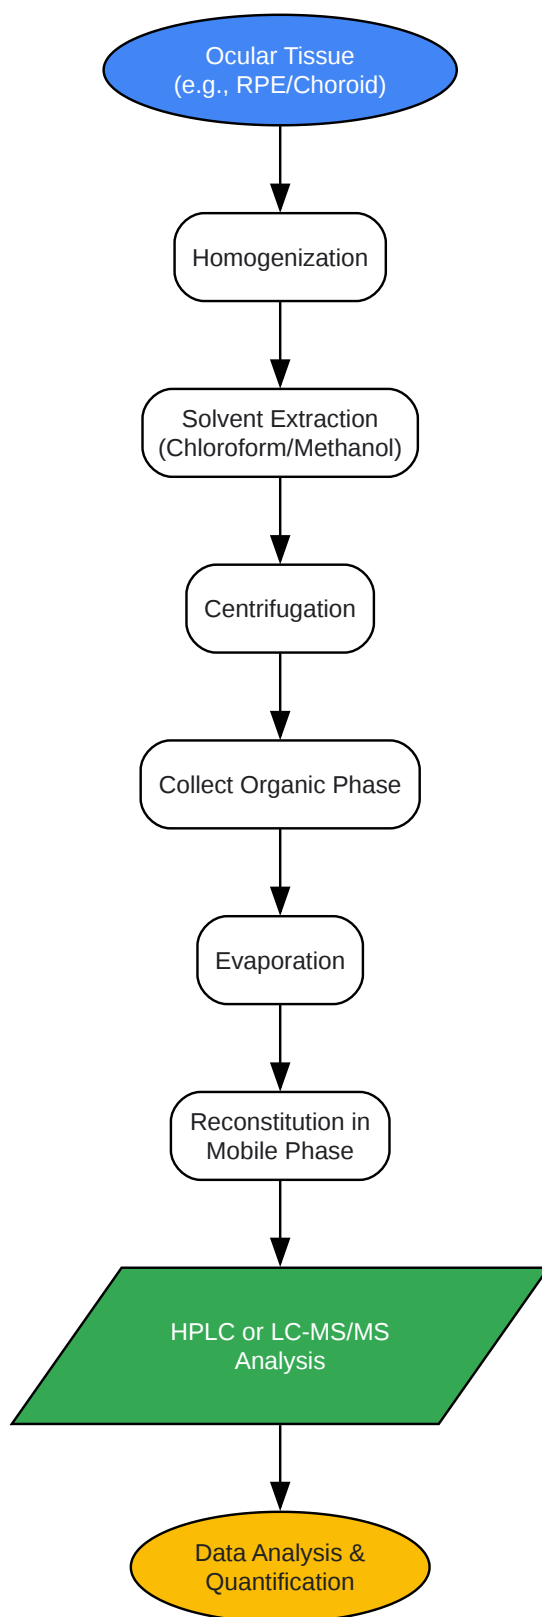 Ocular Tissue
(e.g., RPE/Choroid)
Homogenization
Solvent Extraction
(Chloroform/Methanol)
Centrifugation
Collect Organic Phase
Evaporation
Reconstitution in
Mobile Phase
HPLC or LC-MS/MS
Analysis
Data Analysis &
Quantification